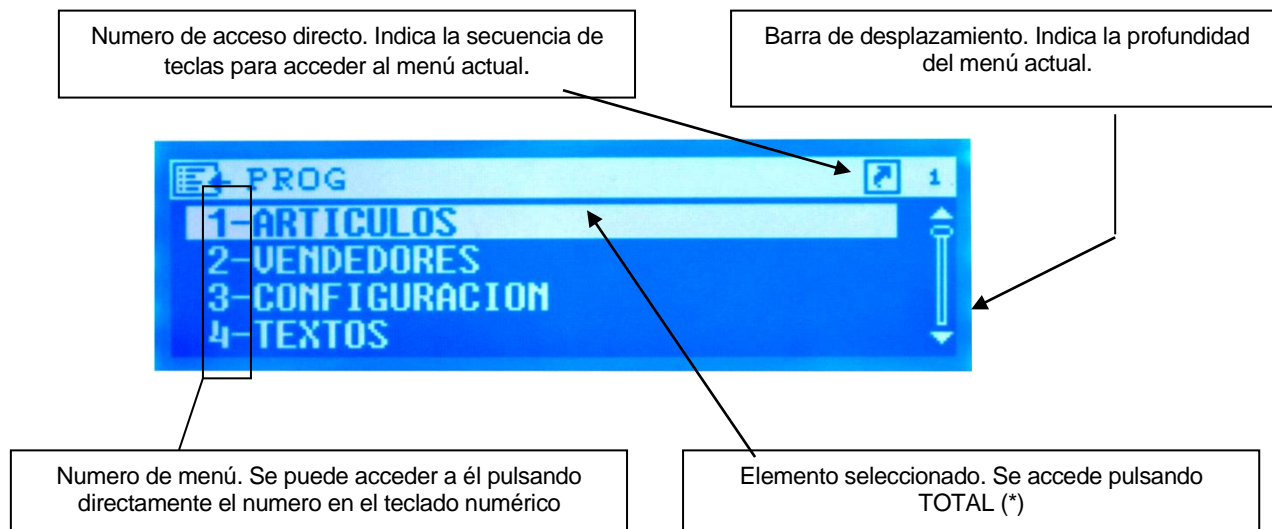 Numero de acceso directo. Indica la secuencia de
teclas para acceder al menú actual.
Barra de desplazamiento. Indica la profundidad
del menú actual.
PROG 1
1-ARTICULOS
2-VENDEDORES
3-CONFIGURACION
4-TEXTOS
Numero de menú. Se puede acceder a él pulsando
directamente el numero en el teclado numérico
Elemento seleccionado. Se accede pulsando
TOTAL (*)